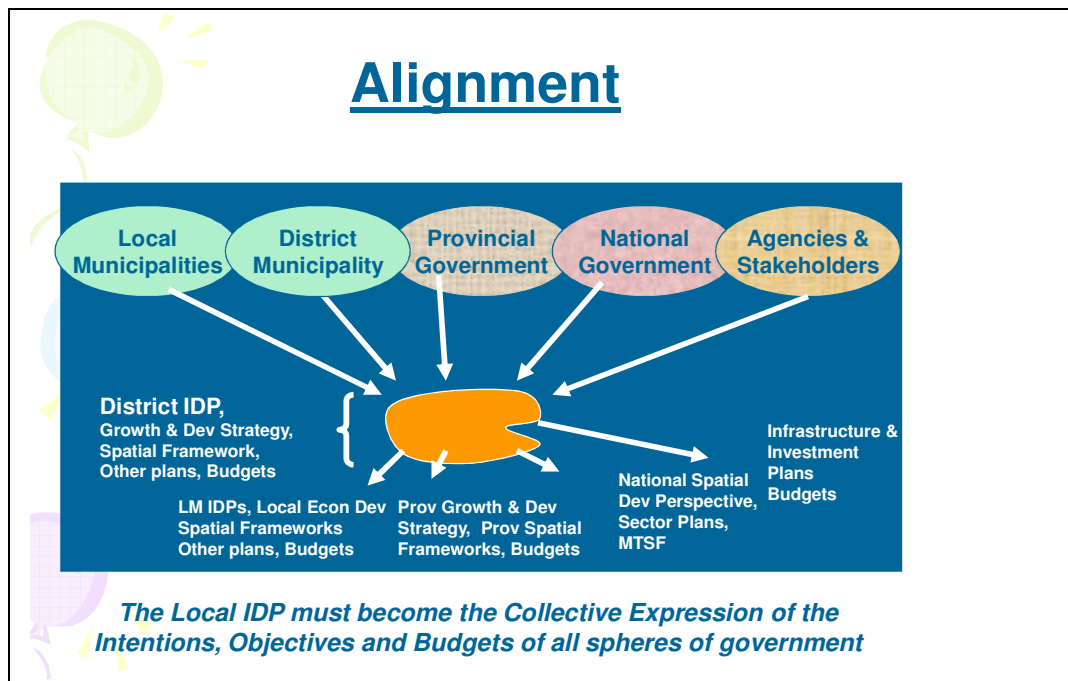 Alignment
Local
Municipalities
District
Municipality
Provincial
Government
National
Government
Agencies &
Stakeholders
District IDP,
Growth & Dev Strategy,
Spatial Framework,
Other plans, Budgets
LM IDPs, Local Econ Dev
Spatial Frameworks
Other plans, Budgets
Prov Growth & Dev
Strategy, Prov Spatial
Frameworks, Budgets
National Spatial
Dev Perspective,
Sector Plans,
MTSF
Infrastructure &
Investment
Plans
Budgets
The Local IDP must become the Collective Expression of the
Intentions, Objectives and Budgets of all spheres of government